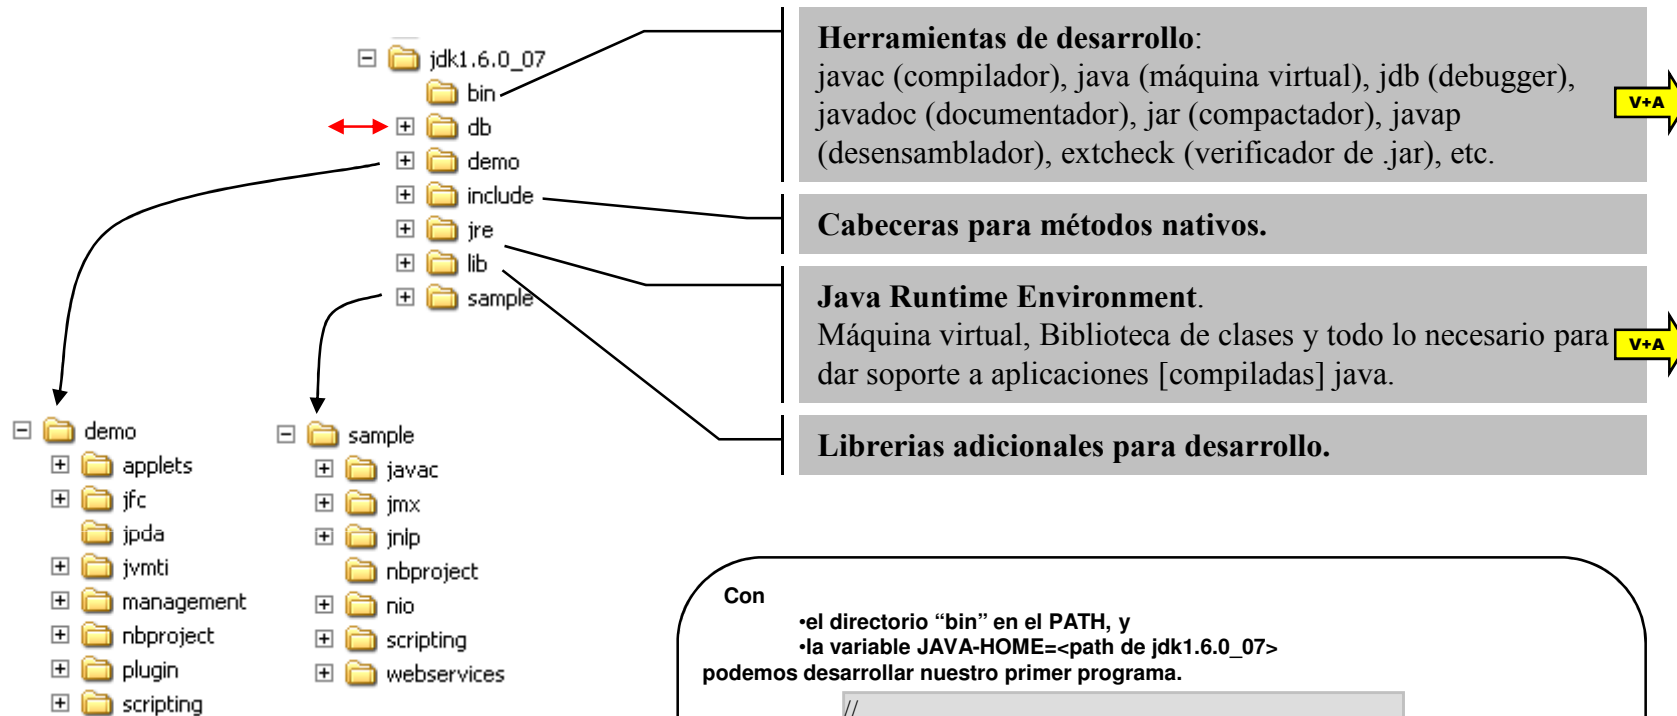 jdk1.6.0_07
bin
db
demo
include
jre
lib
sample
Herramientas de desarrollo:
javac (compilador), java (máquina virtual), jdb (debugger),
javadoc (documentador), jar (compactador), javap
(desensamblador), extcheck (verificador de .jar), etc.
V+A
Cabeceras para métodos nativos.
Java Runtime Environment.
Máquina virtual, Biblioteca de clases y todo lo necesario para
dar soporte a aplicaciones [compiladas] java.
V+A
Librerias adicionales para desarrollo.
demo
applets
jfc
jpda
jvmti
management
nbproject
plugin
scripting
sample
javac
jmx
jnlp
nbproject
nio
scripting
webservices
Con
•el directorio “bin” en el PATH, y
•la variable JAVA-HOME=<path de jdk1.6.0_07>
podemos desarrollar nuestro primer programa.
//